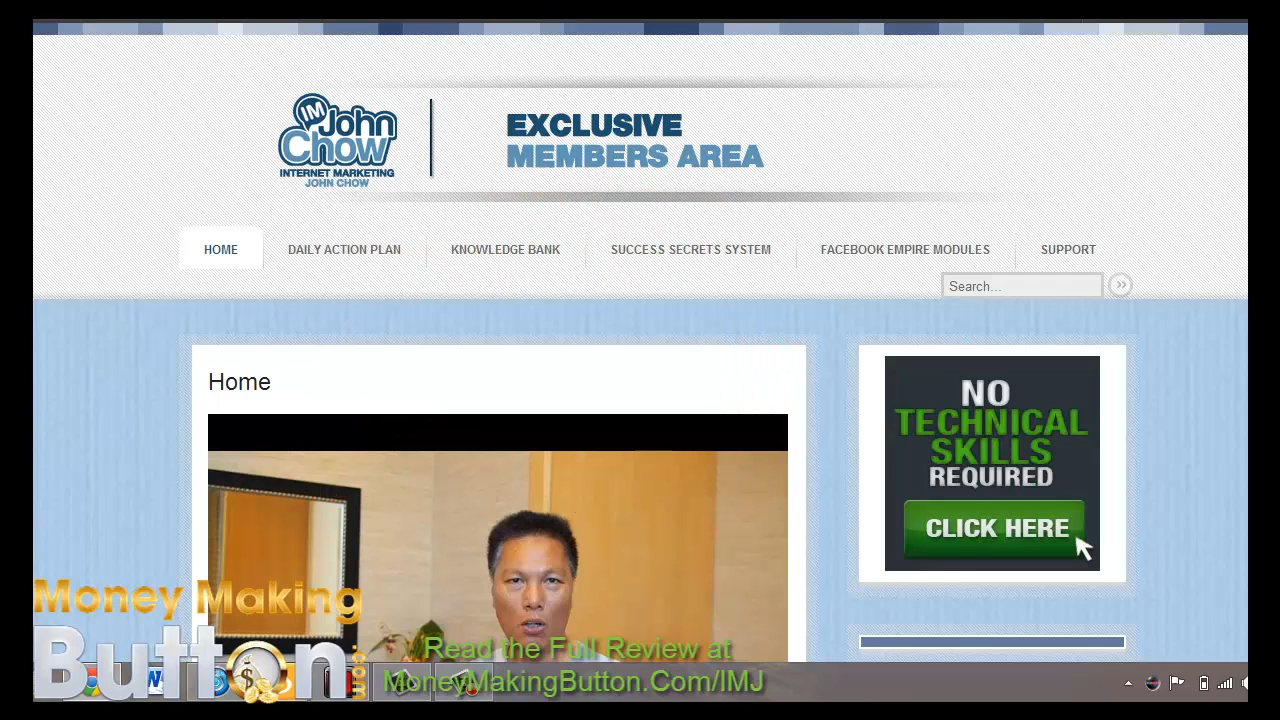 IM
John
Chow
INTERNET MARKETING
JOHN CHOW
EXCLUSIVE
MEMBERS AREA
HOME
DAILY ACTION PLAN
KNOWLEDGE BANK
SUCCESS SECRETS SYSTEM
FACEBOOK EMPIRE MODULES
SUPPORT
Search...
Home
NO
TECHNICAL
SKILLS
REQUIRED
CLICK HERE
Money Making
Button.com
Read the Full Review at
MoneyMakingButton.Com/IMJ